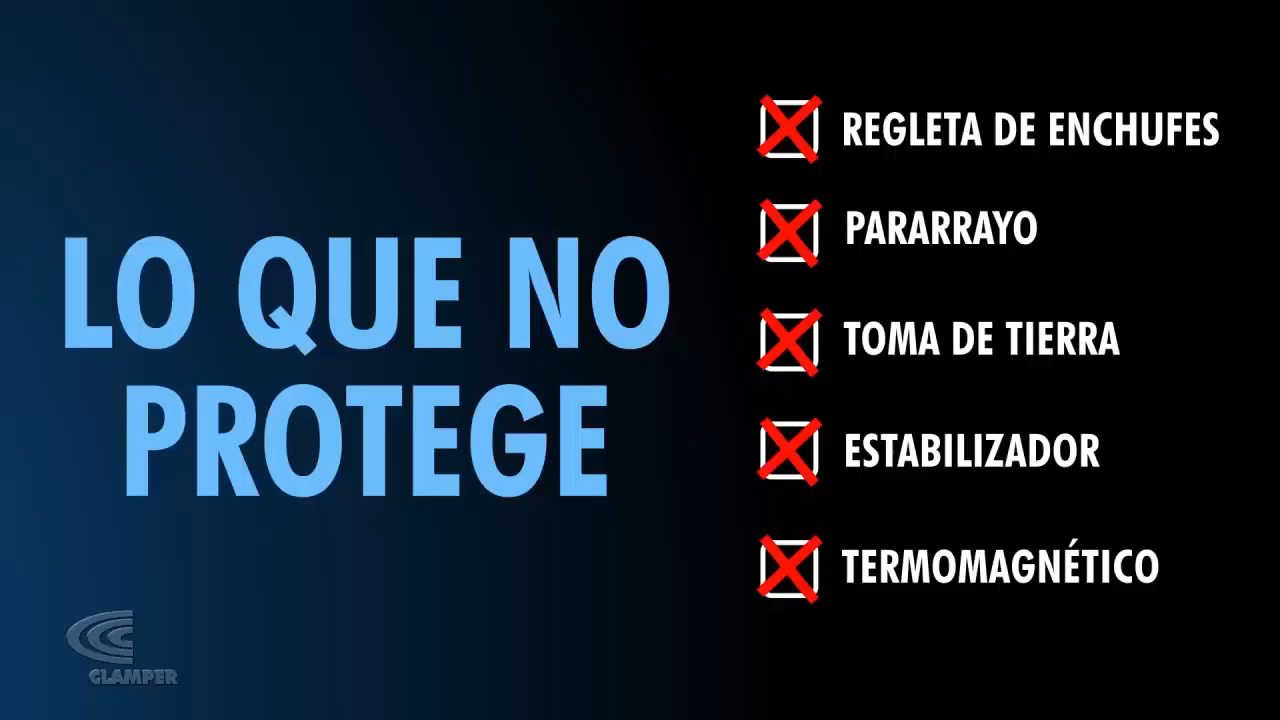 LO QUE NO
PROTEGE
REGLETA DE ENCHUFES
PARARRAYO
TOMA DE TIERRA
ESTABILIZADOR
TERMOMAGNÉTICO
CLAMPER